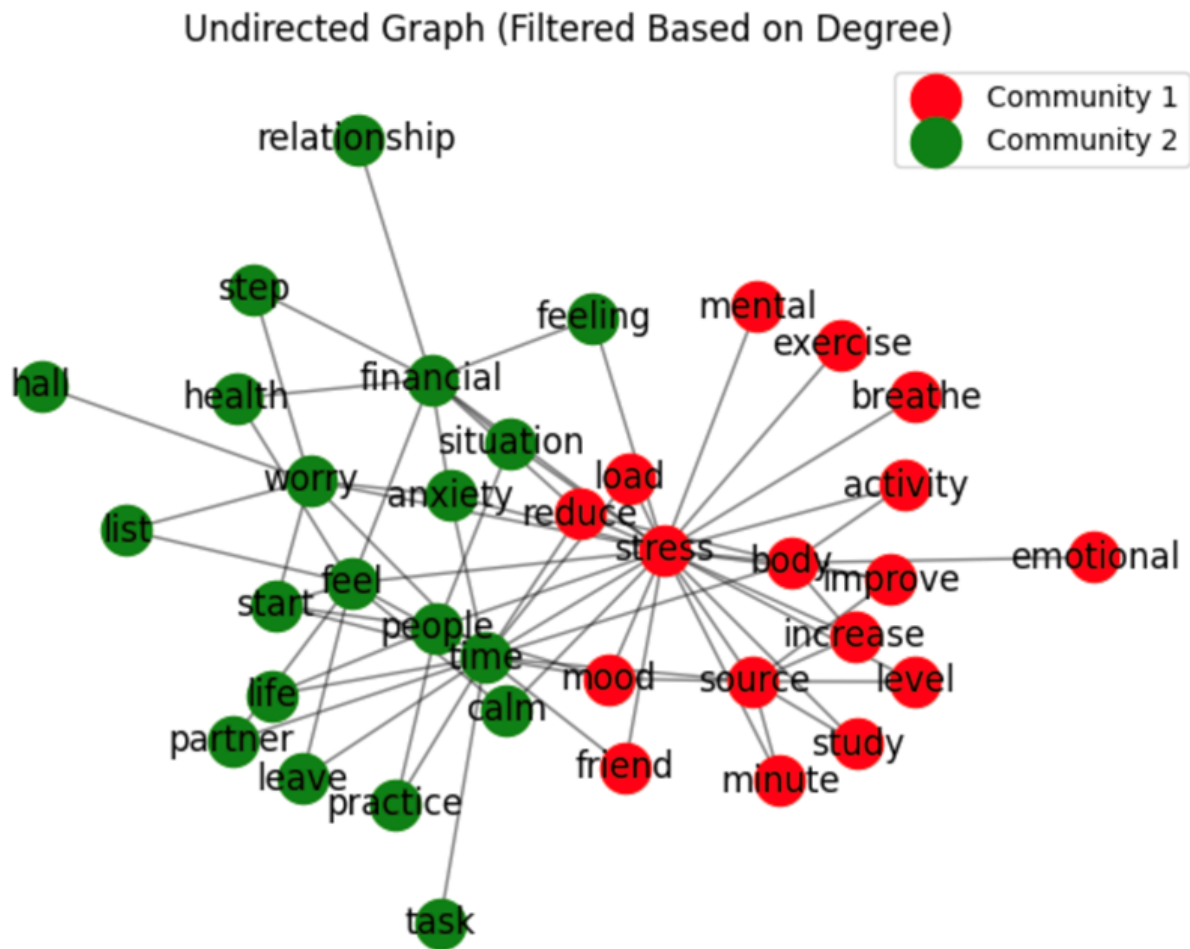 Undirected Graph (Filtered Based on Degree)
Community 1
Community 2
relationship
step
feeling
mental
exercise
hall
health
financial
breathe
situation
worry
anxiety
load
activity
reduce
list
stress
body
emotional
feel
improve
start
people
increase
time
mood
source
level
life
calm
partner
study
leave
friend
minute
practice
task